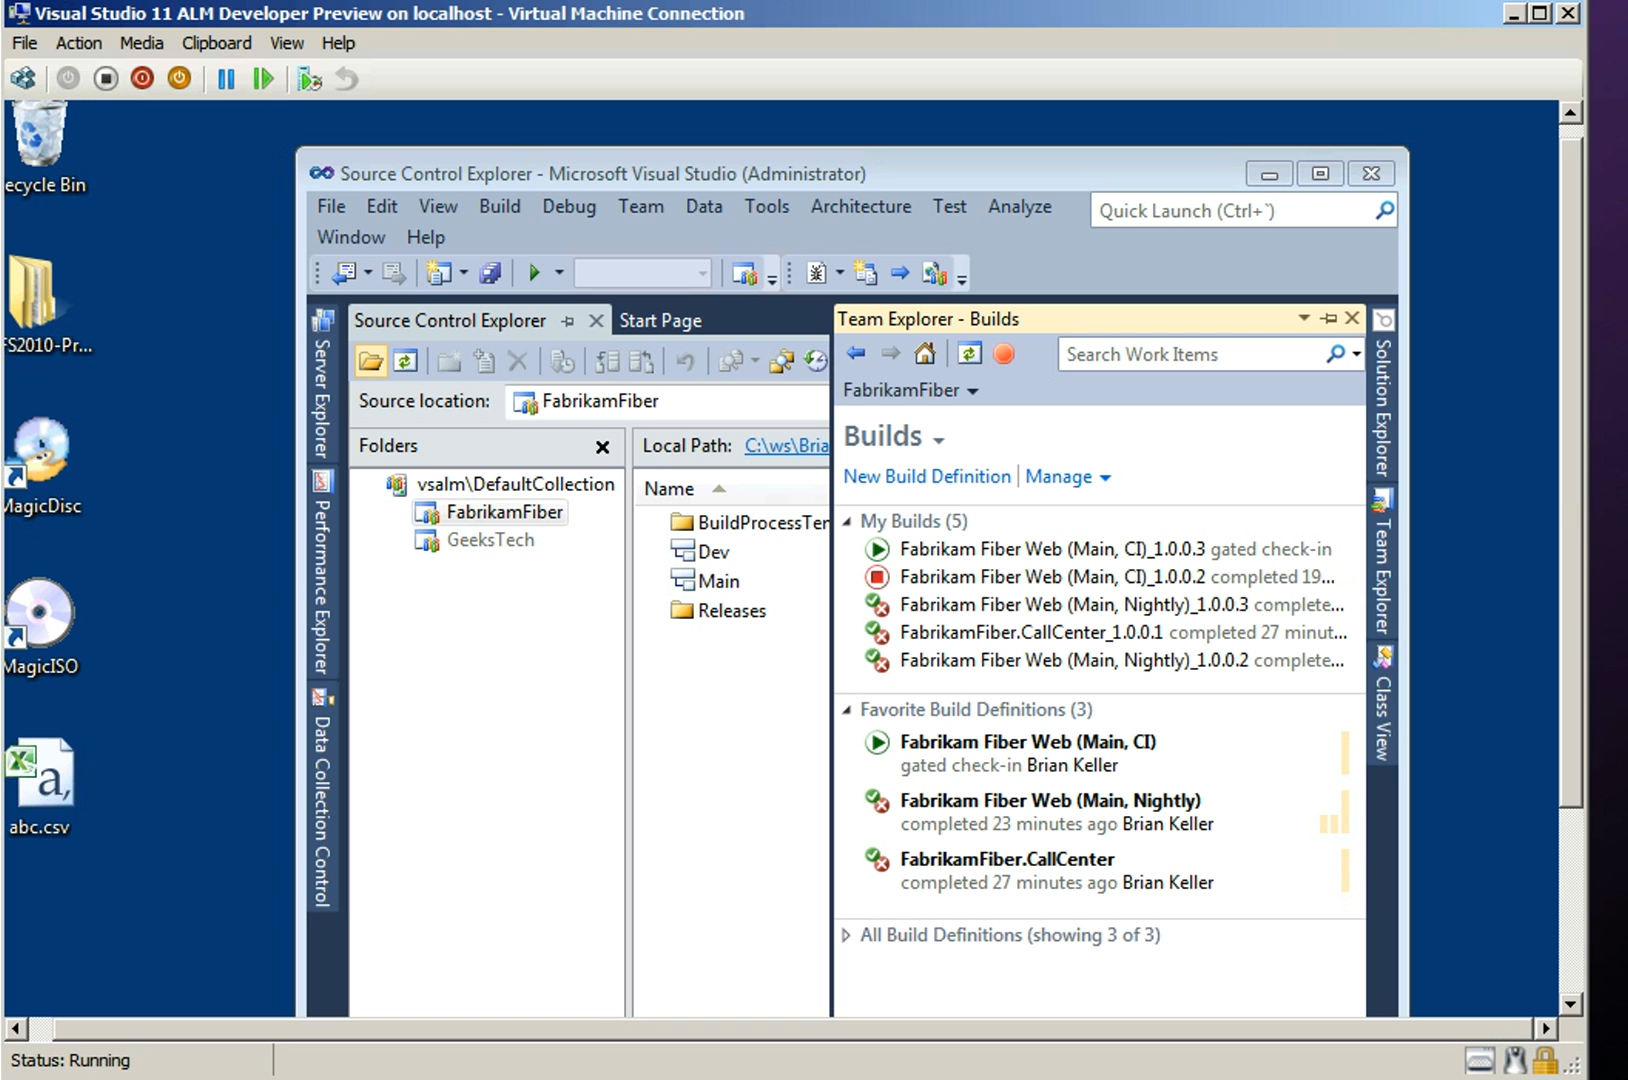 Visual Studio 11 ALM Developer Preview on localhost - Virtual Machine Connection
File Action Media Clipboard View Help
ecycle Bin
FS2010-Pr...
MagicDisc
MagicISO
abc.csv
Source Control Explorer - Microsoft Visual Studio (Administrator)
File Edit View Build Debug Team Data Tools Architecture Test Analyze
Quick Launch (Ctrl+`)
Window Help
Server Explorer
Performance Explorer
Data Collection Control
Source Control Explorer
Start Page
Source location: FabrikamFiber
Folders
vsalm\DefaultCollection
FabrikamFiber
GeeksTech
Local Path: C:\ws\Bria
Name
BuildProcessTem
Dev
Main
Releases
Team Explorer - Builds
Search Work Items
FabrikamFiber
Builds
New Build Definition Manage
My Builds (5)
Fabrikam Fiber Web (Main, CI)_1.0.0.3 gated check-in
Fabrikam Fiber Web (Main, CI)_1.0.0.2 completed 19...
Fabrikam Fiber Web (Main, Nightly)_1.0.0.3 complete...
FabrikamFiber.CallCenter_1.0.0.1 completed 27 minut...
Fabrikam Fiber Web (Main, Nightly)_1.0.0.2 complete...
Favorite Build Definitions (3)
Fabrikam Fiber Web (Main, CI)
gated check-in Brian Keller
Fabrikam Fiber Web (Main, Nightly)
completed 23 minutes ago Brian Keller
FabrikamFiber.CallCenter
completed 27 minutes ago Brian Keller
All Build Definitions (showing 3 of 3)
Solution Explorer
Team Explorer
Class View
Status: Running